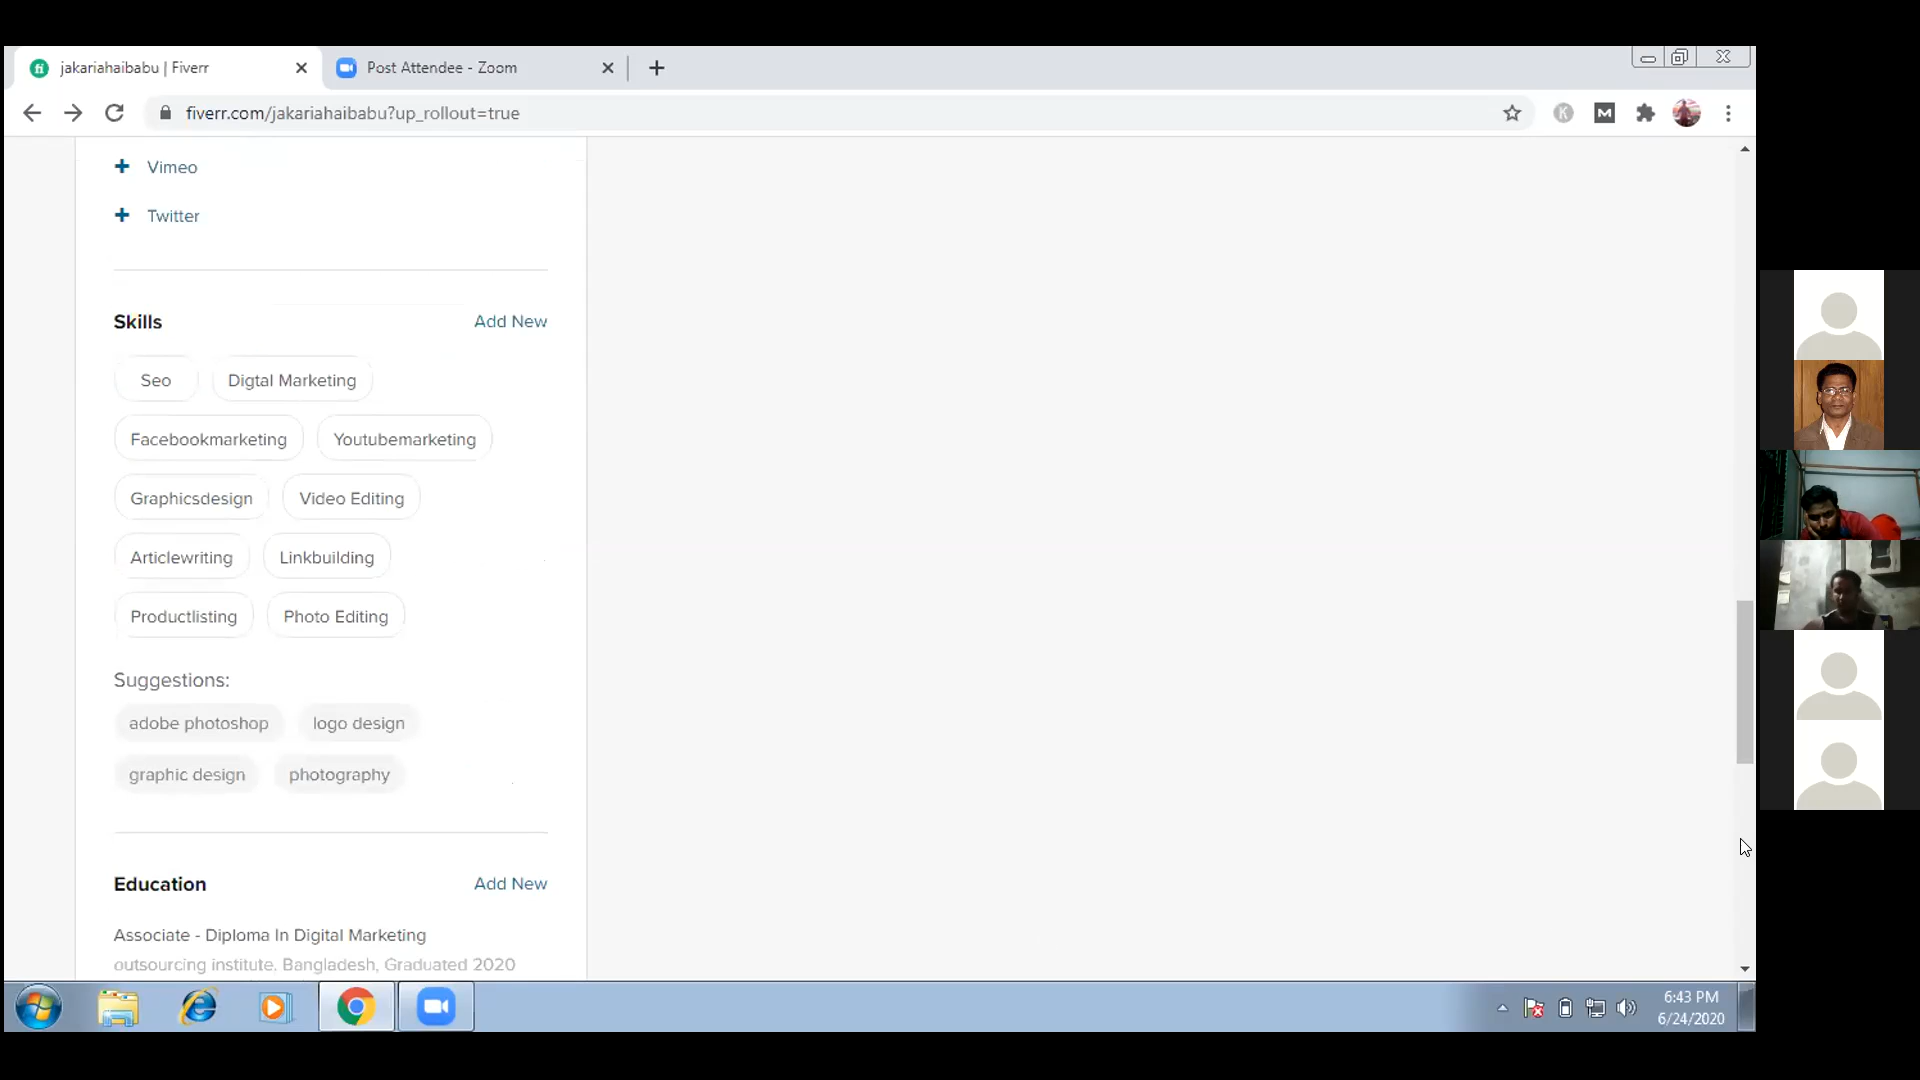 jakariahaibabu | Fiverr
Post Attendee - Zoom
fiverr.com/jakariahaibabu?up_rollout=true
Vimeo
Twitter
Skills Add New
Seo Digtal Marketing
Facebookmarketing Youtubemarketing
Graphicsdesign Video Editing
Articlewriting Linkbuilding
Productlisting Photo Editing
Suggestions:
adobe photoshop logo design
graphic design photography
Education Add New
Associate - Diploma In Digital Marketing
outsourcing institute, Bangladesh, Graduated 2020
6:43 PM
6/24/2020